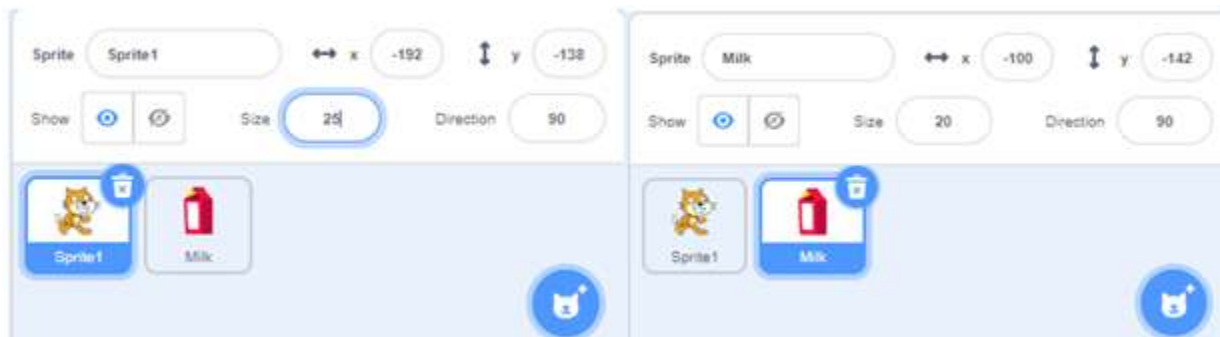 Sprite Sprite1 x -192 y -138
Show Size 25 Direction 90
Sprite1 Milk
Sprite Milk x -100 y -142
Show Size 20 Direction 90
Sprite1 Milk